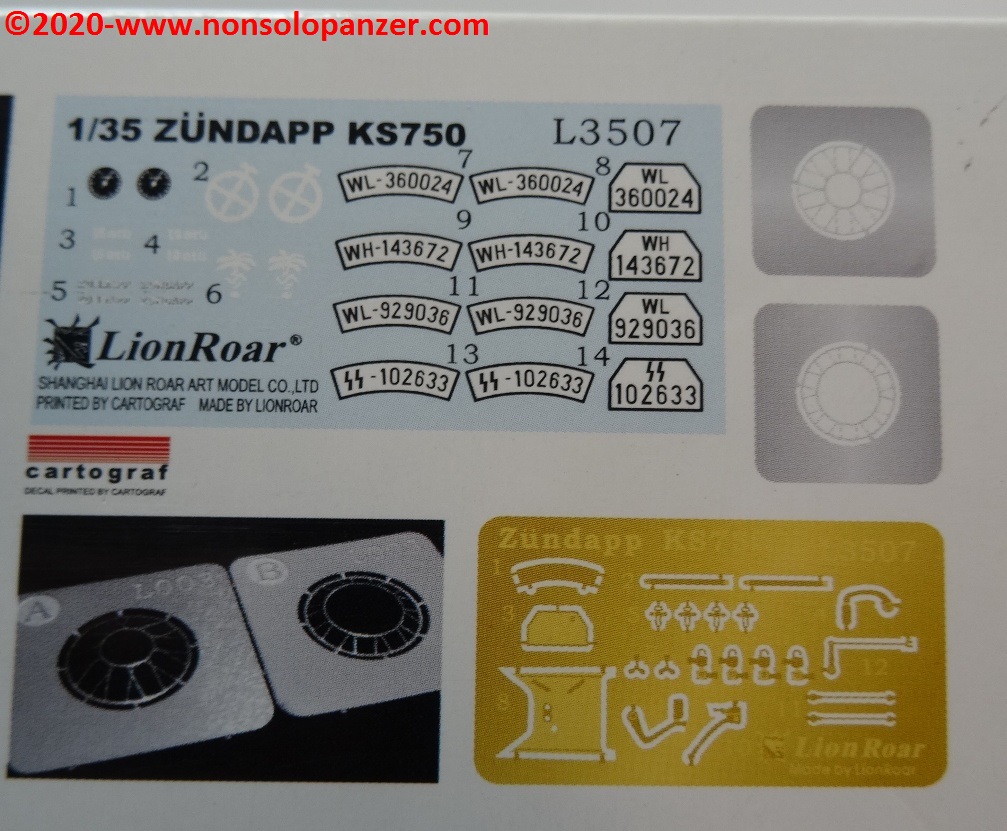 ©2020-www.nonsolopanzer.com
1/35 ZÜNDAPP KS750 L3507
1 2 7 8
WL-360024 WL-360024 WL
360024
3 4 9 10
WH-143672 WH-143672 WH
143672
5 6 11 12
WL-929036 WL-929036 WL
929036
13 14
ϟϟ-102633 ϟϟ-102633 ϟϟ
102633
LionRoar®
SHANGHAI LION ROAR ART MODEL CO.,LTD
PRINTED BY CARTOGRAF MADE BY LIONROAR
cartograf
DECAL PRINTED BY CARTOGRAF
A B
Zündapp
1
3
8
12
11
LionRoar
Made by LionRoar